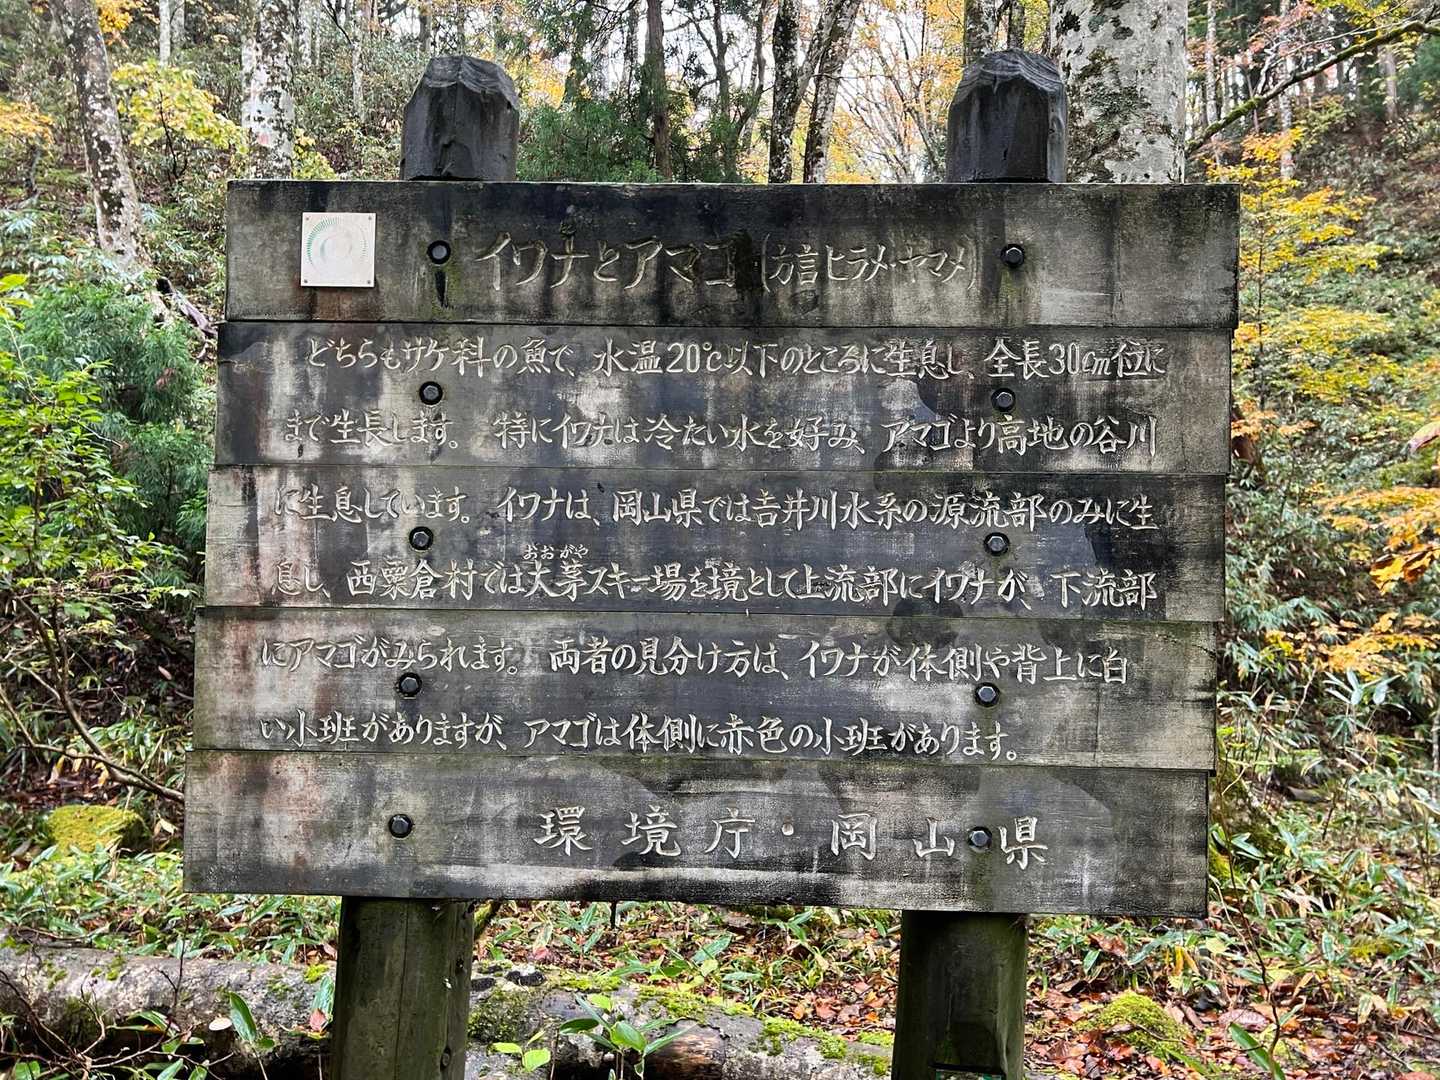 イワナとアマゴ(方言ヒラメ・ヤマメ)
どちらもサケ科の魚で、水温20℃以下のところに生息し、全長30cm位に
まで生長します。 特にイワナは冷たい水を好み、アマゴより高地の谷川
に生息しています。 イワナは、岡山県では吉井川水系の源流部のみに生
おおがや
息し、西粟倉村では大茅スキー場を境として上流部にイワナが、下流部
にアマゴがみられます。 両者の見分け方は、イワナが体側や背上に白
い小班がありますが、アマゴは体側に赤色の小班があります。
環境庁・岡山県